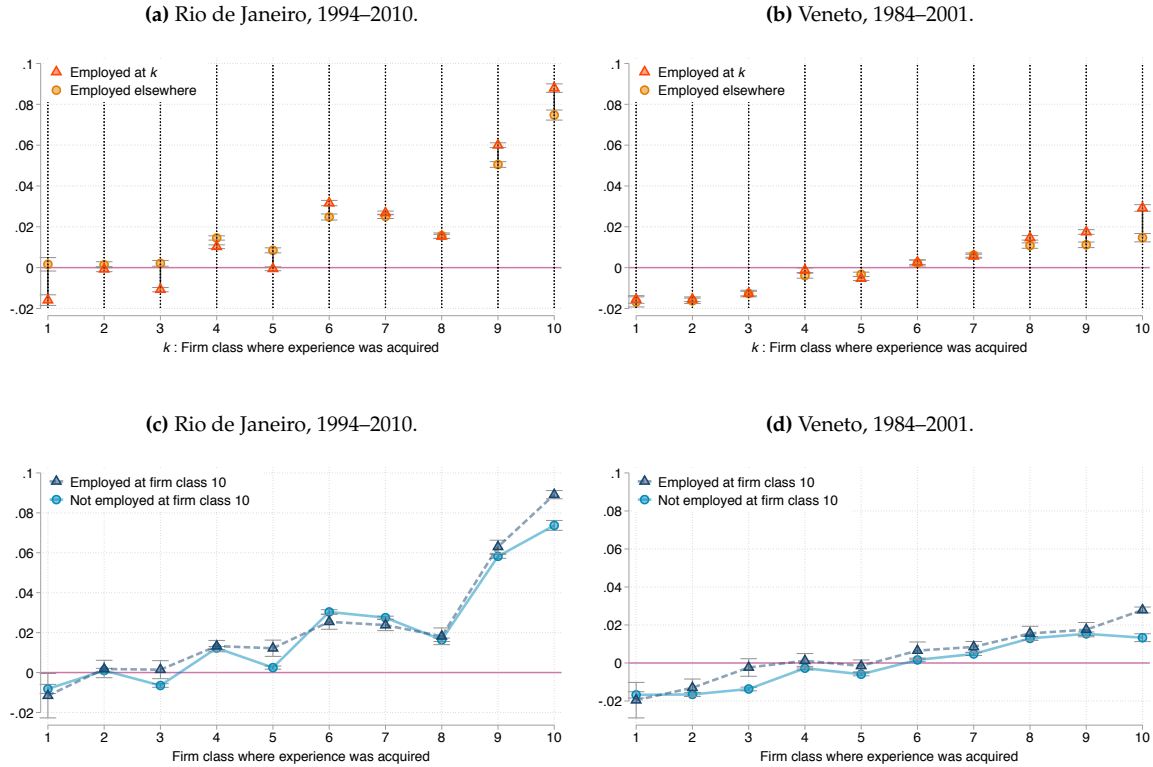 (a) Rio de Janeiro, 1994–2010.
.1
.08
.06
.04
.02
0
-.02
Employed at k
Employed elsewhere
1 2 3 4 5 6 7 8 9 10
k : Firm class where experience was acquired
(b) Veneto, 1984–2001.
.1
.08
.06
.04
.02
0
-.02
Employed at k
Employed elsewhere
1 2 3 4 5 6 7 8 9 10
k : Firm class where experience was acquired
(c) Rio de Janeiro, 1994–2010.
.1
.08
.06
.04
.02
0
-.02
Employed at firm class 10
Not employed at firm class 10
1 2 3 4 5 6 7 8 9 10
Firm class where experience was acquired
(d) Veneto, 1984–2001.
.1
.08
.06
.04
.02
0
-.02
Employed at firm class 10
Not employed at firm class 10
1 2 3 4 5 6 7 8 9 10
Firm class where experience was acquired